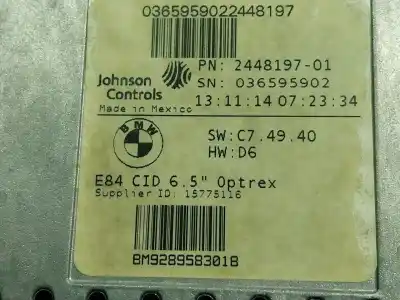 0365959022448197
Johnson
Controls
PN: 2448197-01
SN: 036595902
Made in Mexico
13:11:14 07:23:34
BMW
SW:C7.49.40
HW:D6
E84 CID 6.5" Optrex
Supplier ID: 15775116
BM9289583018